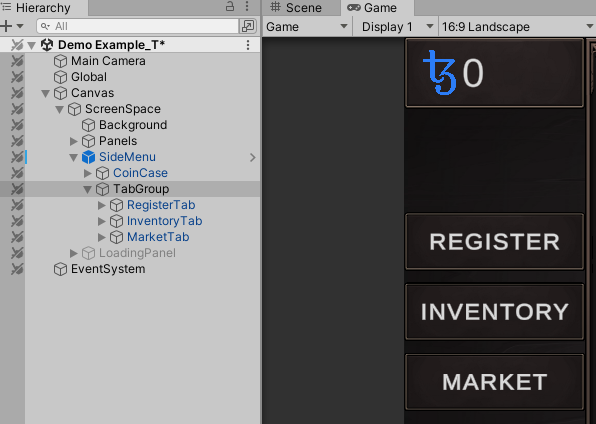 Hierarchy
All
Demo Example_T*
Main Camera
Global
Canvas
ScreenSpace
Background
Panels
SideMenu
CoinCase
TabGroup
RegisterTab
InventoryTab
MarketTab
LoadingPanel
EventSystem
Scene Game
Game Display 1 16:9 Landscape
ꜩ 0
REGISTER
INVENTORY
MARKET